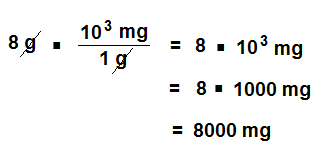 8 g ▪ 10³ mg / 1 g = 8 ▪ 10³ mg
= 8 ▪ 1000 mg
= 8000 mg